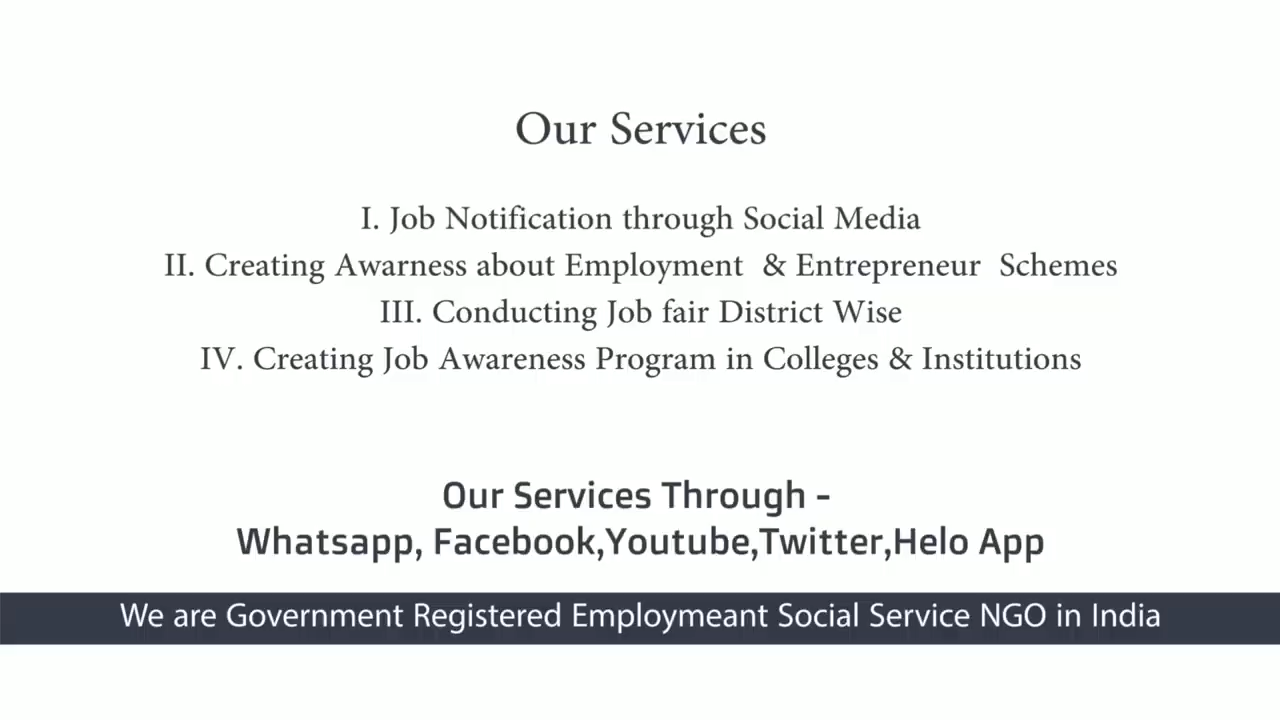 Our Services
I. Job Notification through Social Media
II. Creating Awarness about Employment & Entrepreneur Schemes
III. Conducting Job fair District Wise
IV. Creating Job Awareness Program in Colleges & Institutions
Our Services Through -
Whatsapp, Facebook,Youtube,Twitter,Helo App
We are Government Registered Employmeant Social Service NGO in India